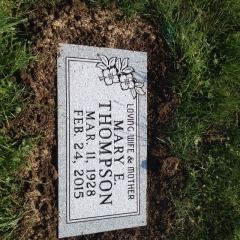 LOVING WIFE & MOTHER
MARY E.
THOMPSON
MAR. 11, 1928
FEB. 24, 2015